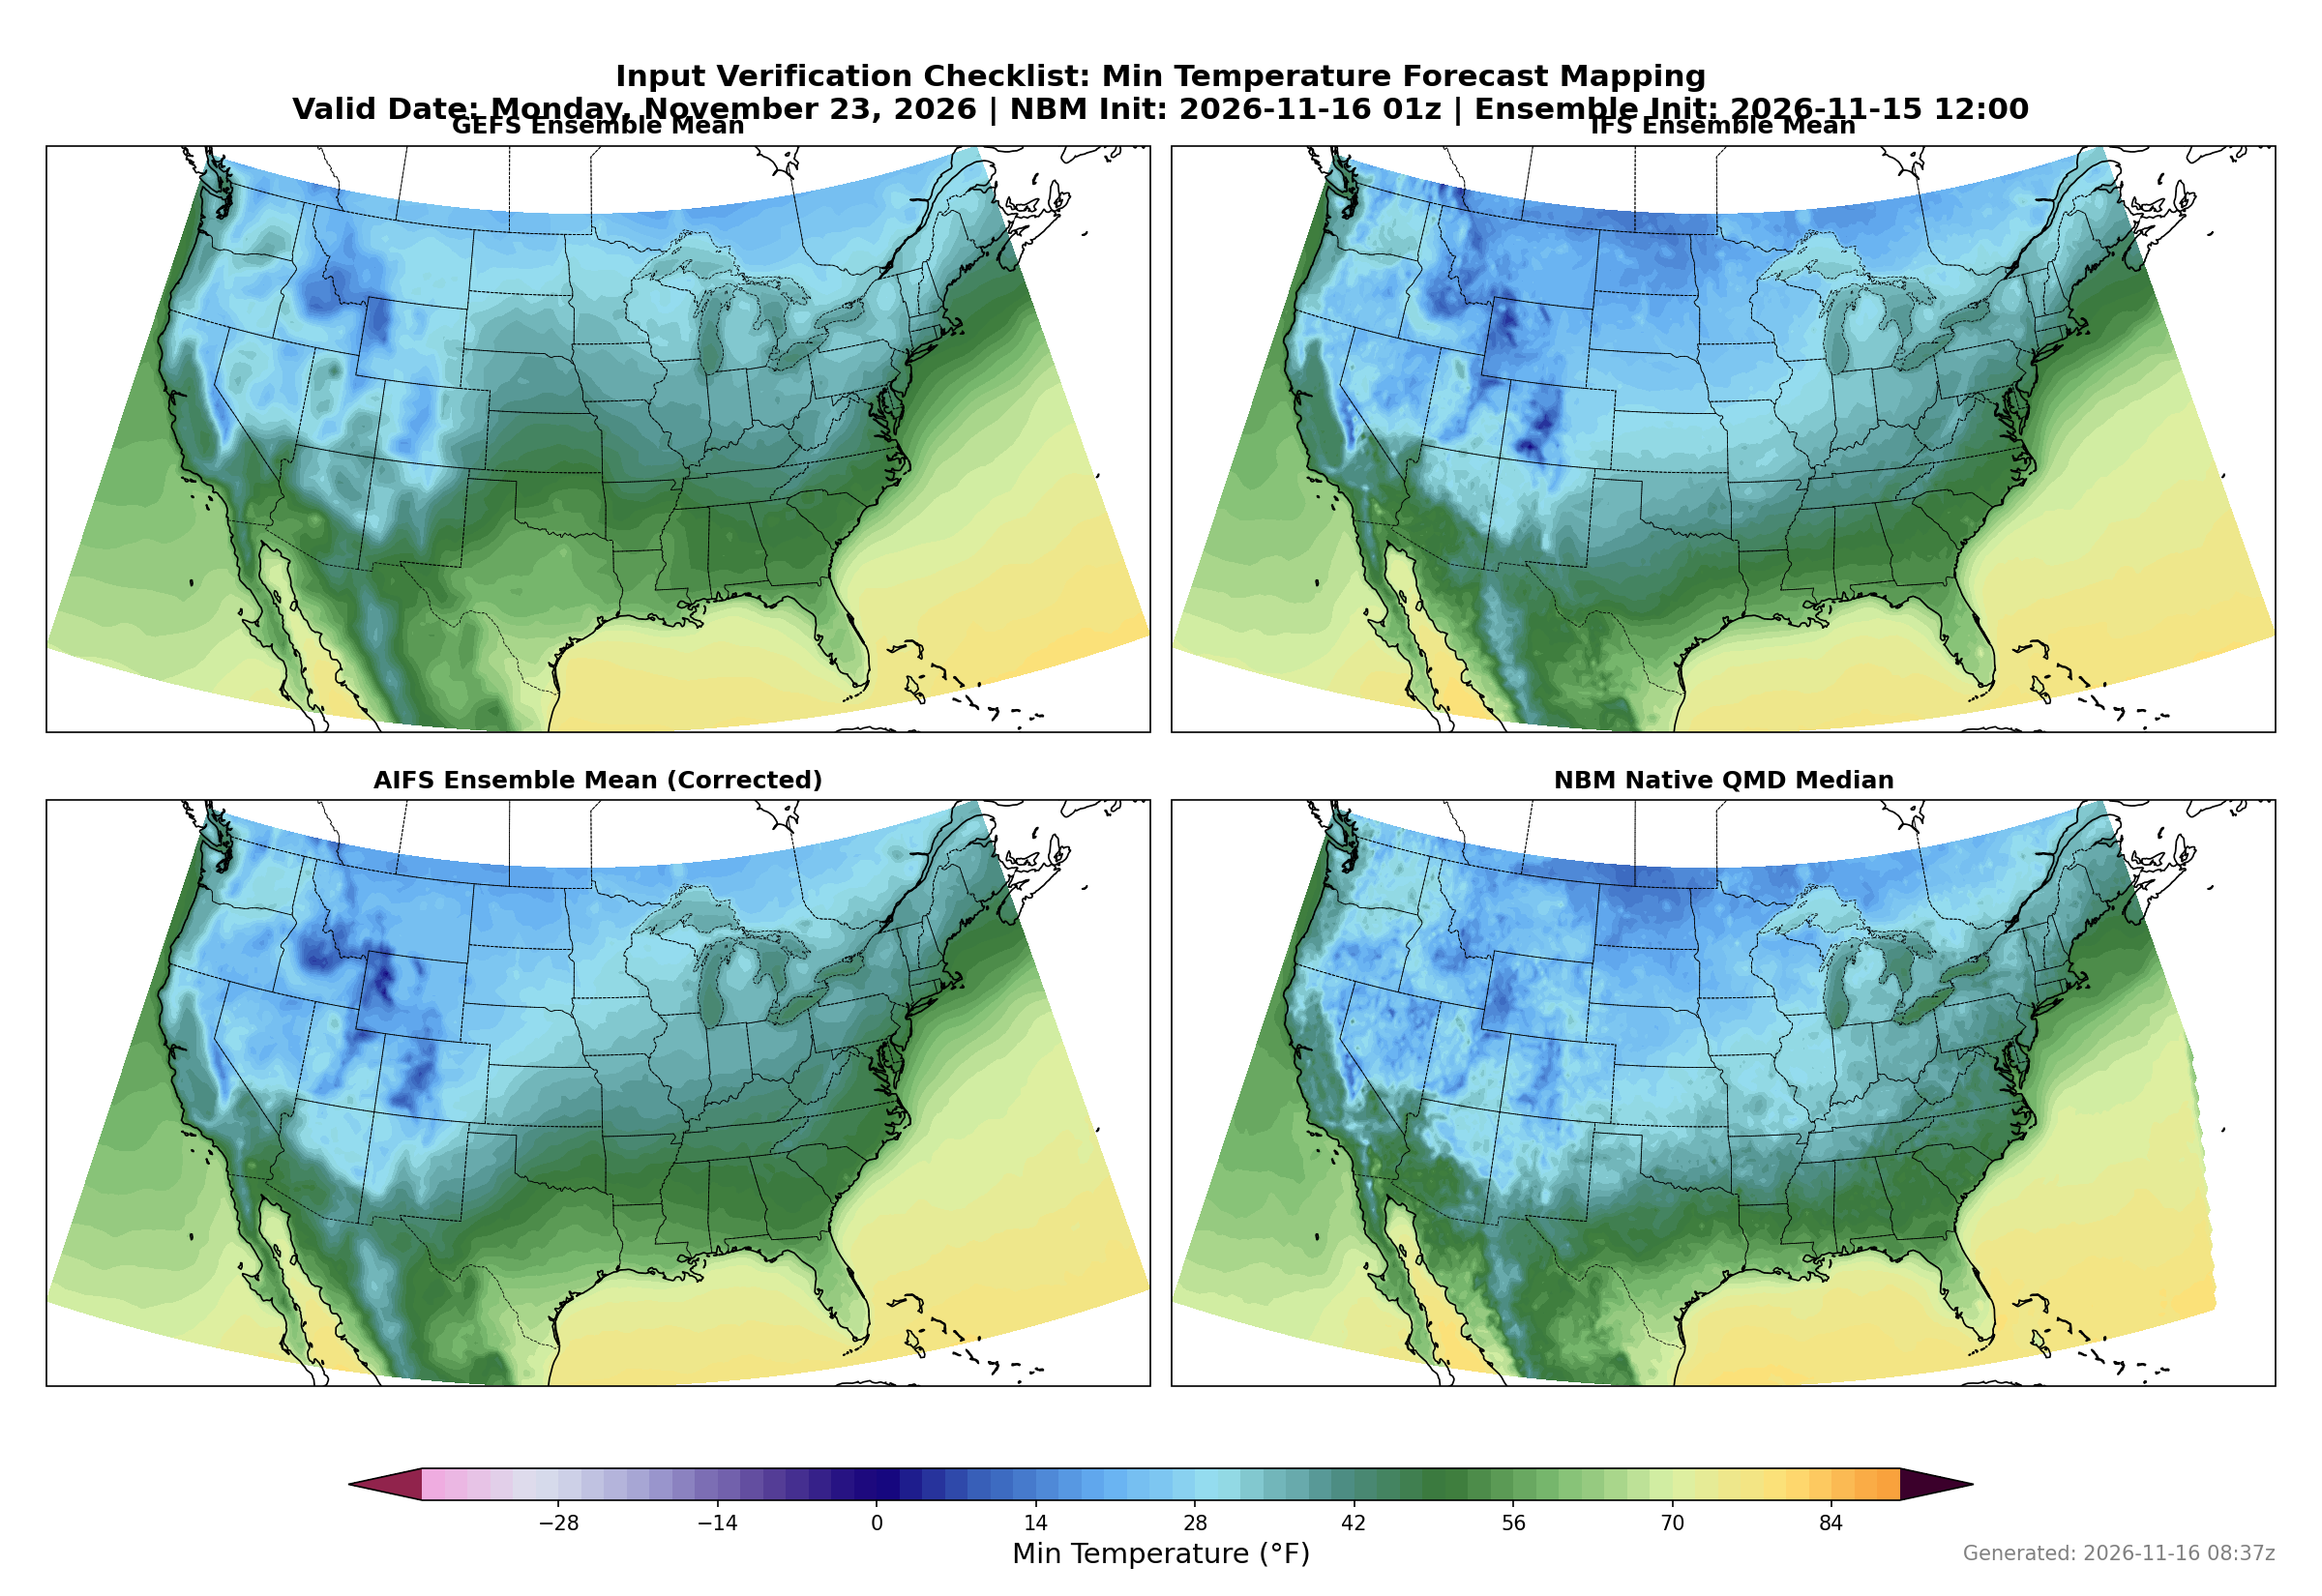 Input Verification Checklist: Min Temperature Forecast Mapping
Valid Date: Monday, November 23, 2026 | NBM Init: 2026-11-16 01z | Ensemble Init: 2026-11-15 12:00
GEFS Ensemble Mean
IFS Ensemble Mean
AIFS Ensemble Mean (Corrected)
NBM Native QMD Median
−28 −14 0 14 28 42 56 70 84
Min Temperature (°F)
Generated: 2026-11-16 08:37z